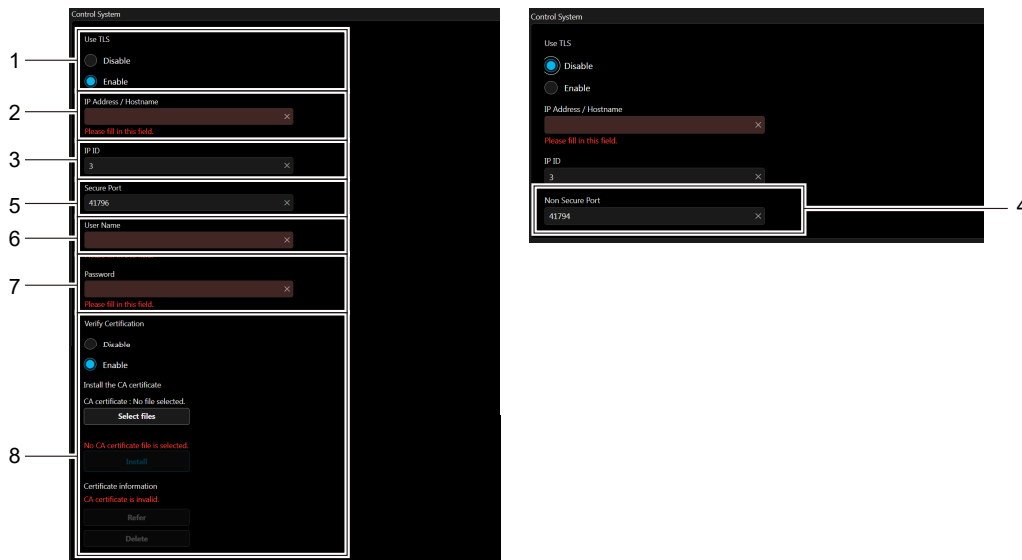 Control System
1
Use TLS
Disable
Enable
2
IP Address / Hostname
×
Please fill in this field.
3
IP ID
3 ×
5
Secure Port
41796 ×
6
User Name
×
7
Password
×
Please fill in this field.
8
Verify Certification
Disable
Enable
Install the CA certificate
CA certificate : No file selected.
Select files
No CA certificate file is selected.
Install
Certificate information
CA certificate is invalid.
Refer
Delete
Control System
Use TLS
Disable
Enable
IP Address / Hostname
×
Please fill in this field.
IP ID
3 ×
Non Secure Port
41794 ×
4